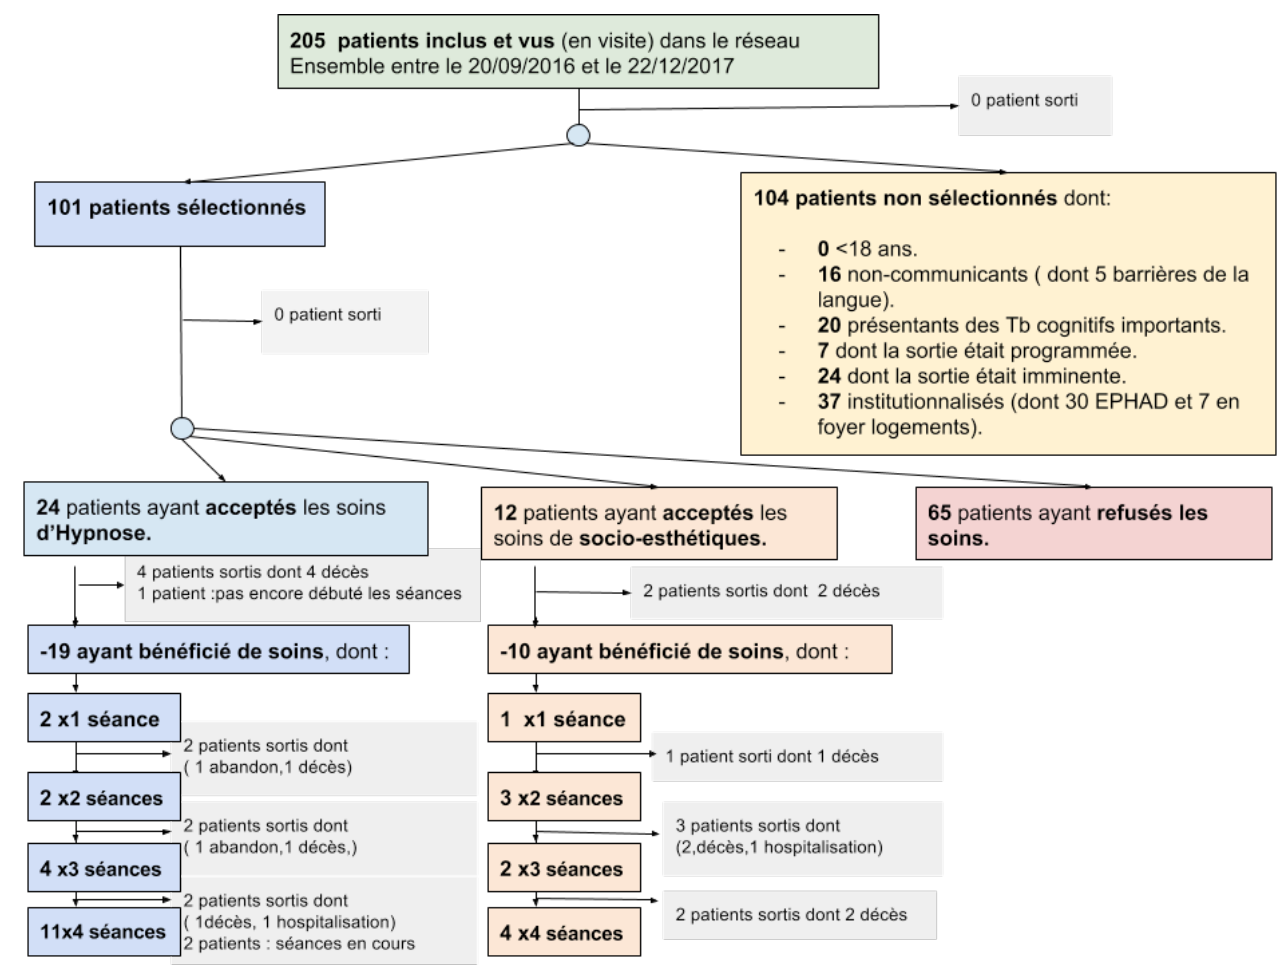 205 patients inclus et vus (en visite) dans le réseau
Ensemble entre le 20/09/2016 et le 22/12/2017
0 patient sorti
101 patients sélectionnés
104 patients non sélectionnés dont:
- 0 <18 ans.
- 16 non-communicants ( dont 5 barrières de la
langue).
- 20 présentants des Tb cognitifs importants.
- 7 dont la sortie était programmée.
- 24 dont la sortie était imminente.
- 37 institutionnalisés (dont 30 EPHAD et 7 en
foyer logements).
0 patient sorti
24 patients ayant acceptés les soins
d'Hypnose.
12 patients ayant acceptés les
soins de socio-esthétiques.
65 patients ayant refusés les
soins.
4 patients sortis dont 4 décès
1 patient :pas encore débuté les séances
2 patients sortis dont 2 décès
-19 ayant bénéficié de soins, dont :
-10 ayant bénéficié de soins, dont :
2 x1 séance
2 patients sortis dont
( 1 abandon,1 décès)
2 x2 séances
2 patients sortis dont
( 1 abandon,1 décès,)
4 x3 séances
2 patients sortis dont
( 1décès, 1 hospitalisation)
2 patients : séances en cours
11x4 séances
1 x1 séance
1 patient sorti dont 1 décès
3 x2 séances
3 patients sortis dont
(2,décès,1 hospitalisation)
2 x3 séances
2 patients sortis dont 2 décès
4 x4 séances